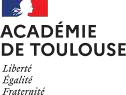 ACADÉMIE
DE TOULOUSE
Liberté
Égalité
Fraternité